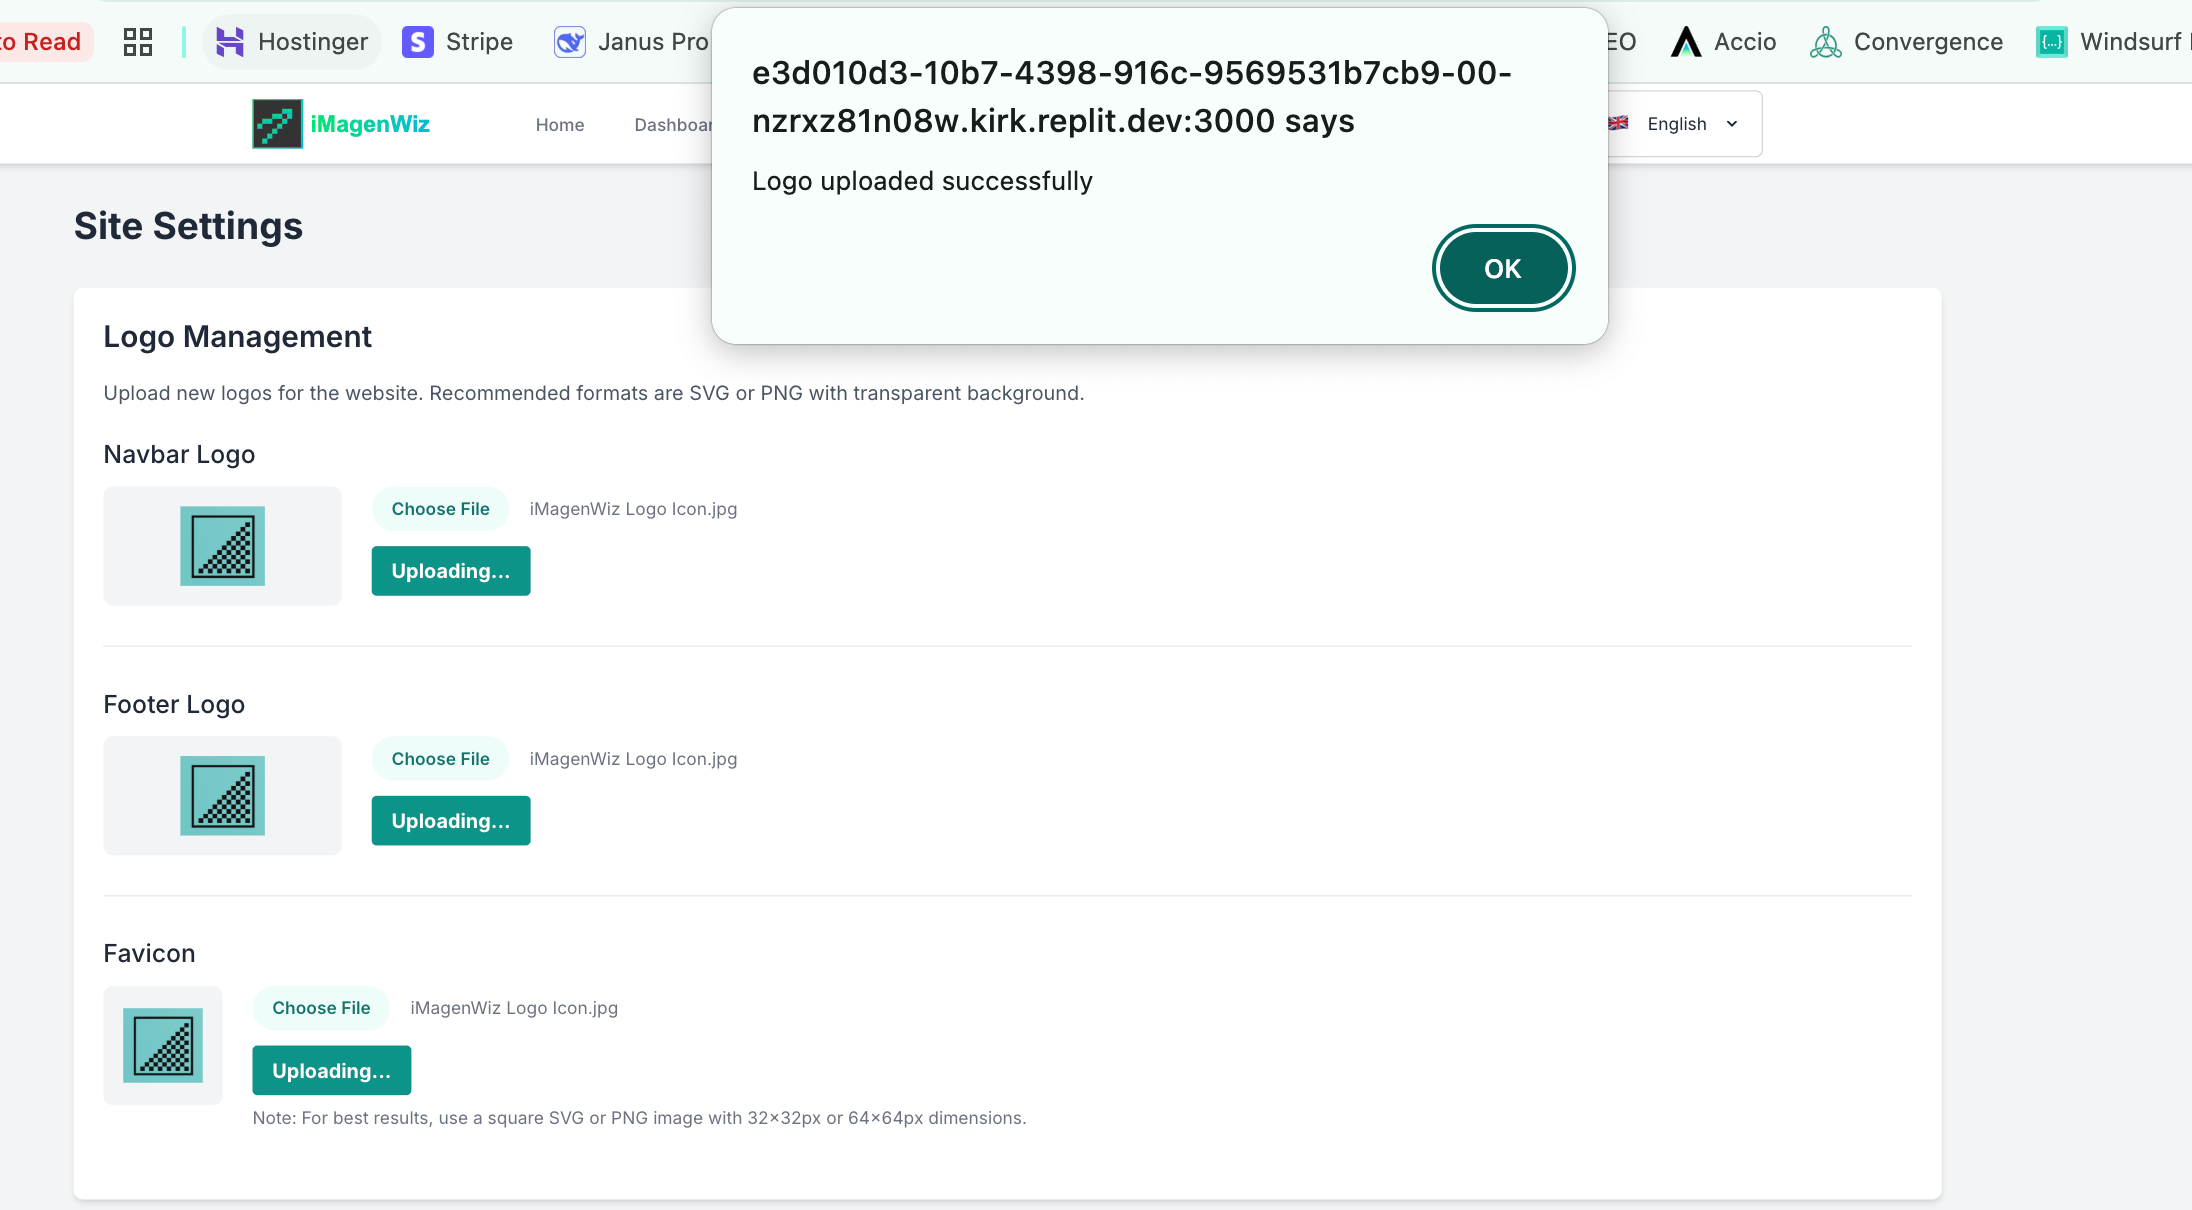 to Read
Hostinger
Stripe
Janus Pro
EO
Accio
Convergence
Windsurf
e3d010d3-10b7-4398-916c-9569531b7cb9-00-
nzrxz81n08w.kirk.replit.dev:3000 says
Logo uploaded successfully
OK
iMagenWiz
Home
Dashboar
English
Site Settings
Logo Management
Upload new logos for the website. Recommended formats are SVG or PNG with transparent background.
Navbar Logo
Choose File
iMagenWiz Logo Icon.jpg
Uploading...
Footer Logo
Choose File
iMagenWiz Logo Icon.jpg
Uploading...
Favicon
Choose File
iMagenWiz Logo Icon.jpg
Uploading...
Note: For best results, use a square SVG or PNG image with 32×32px or 64×64px dimensions.